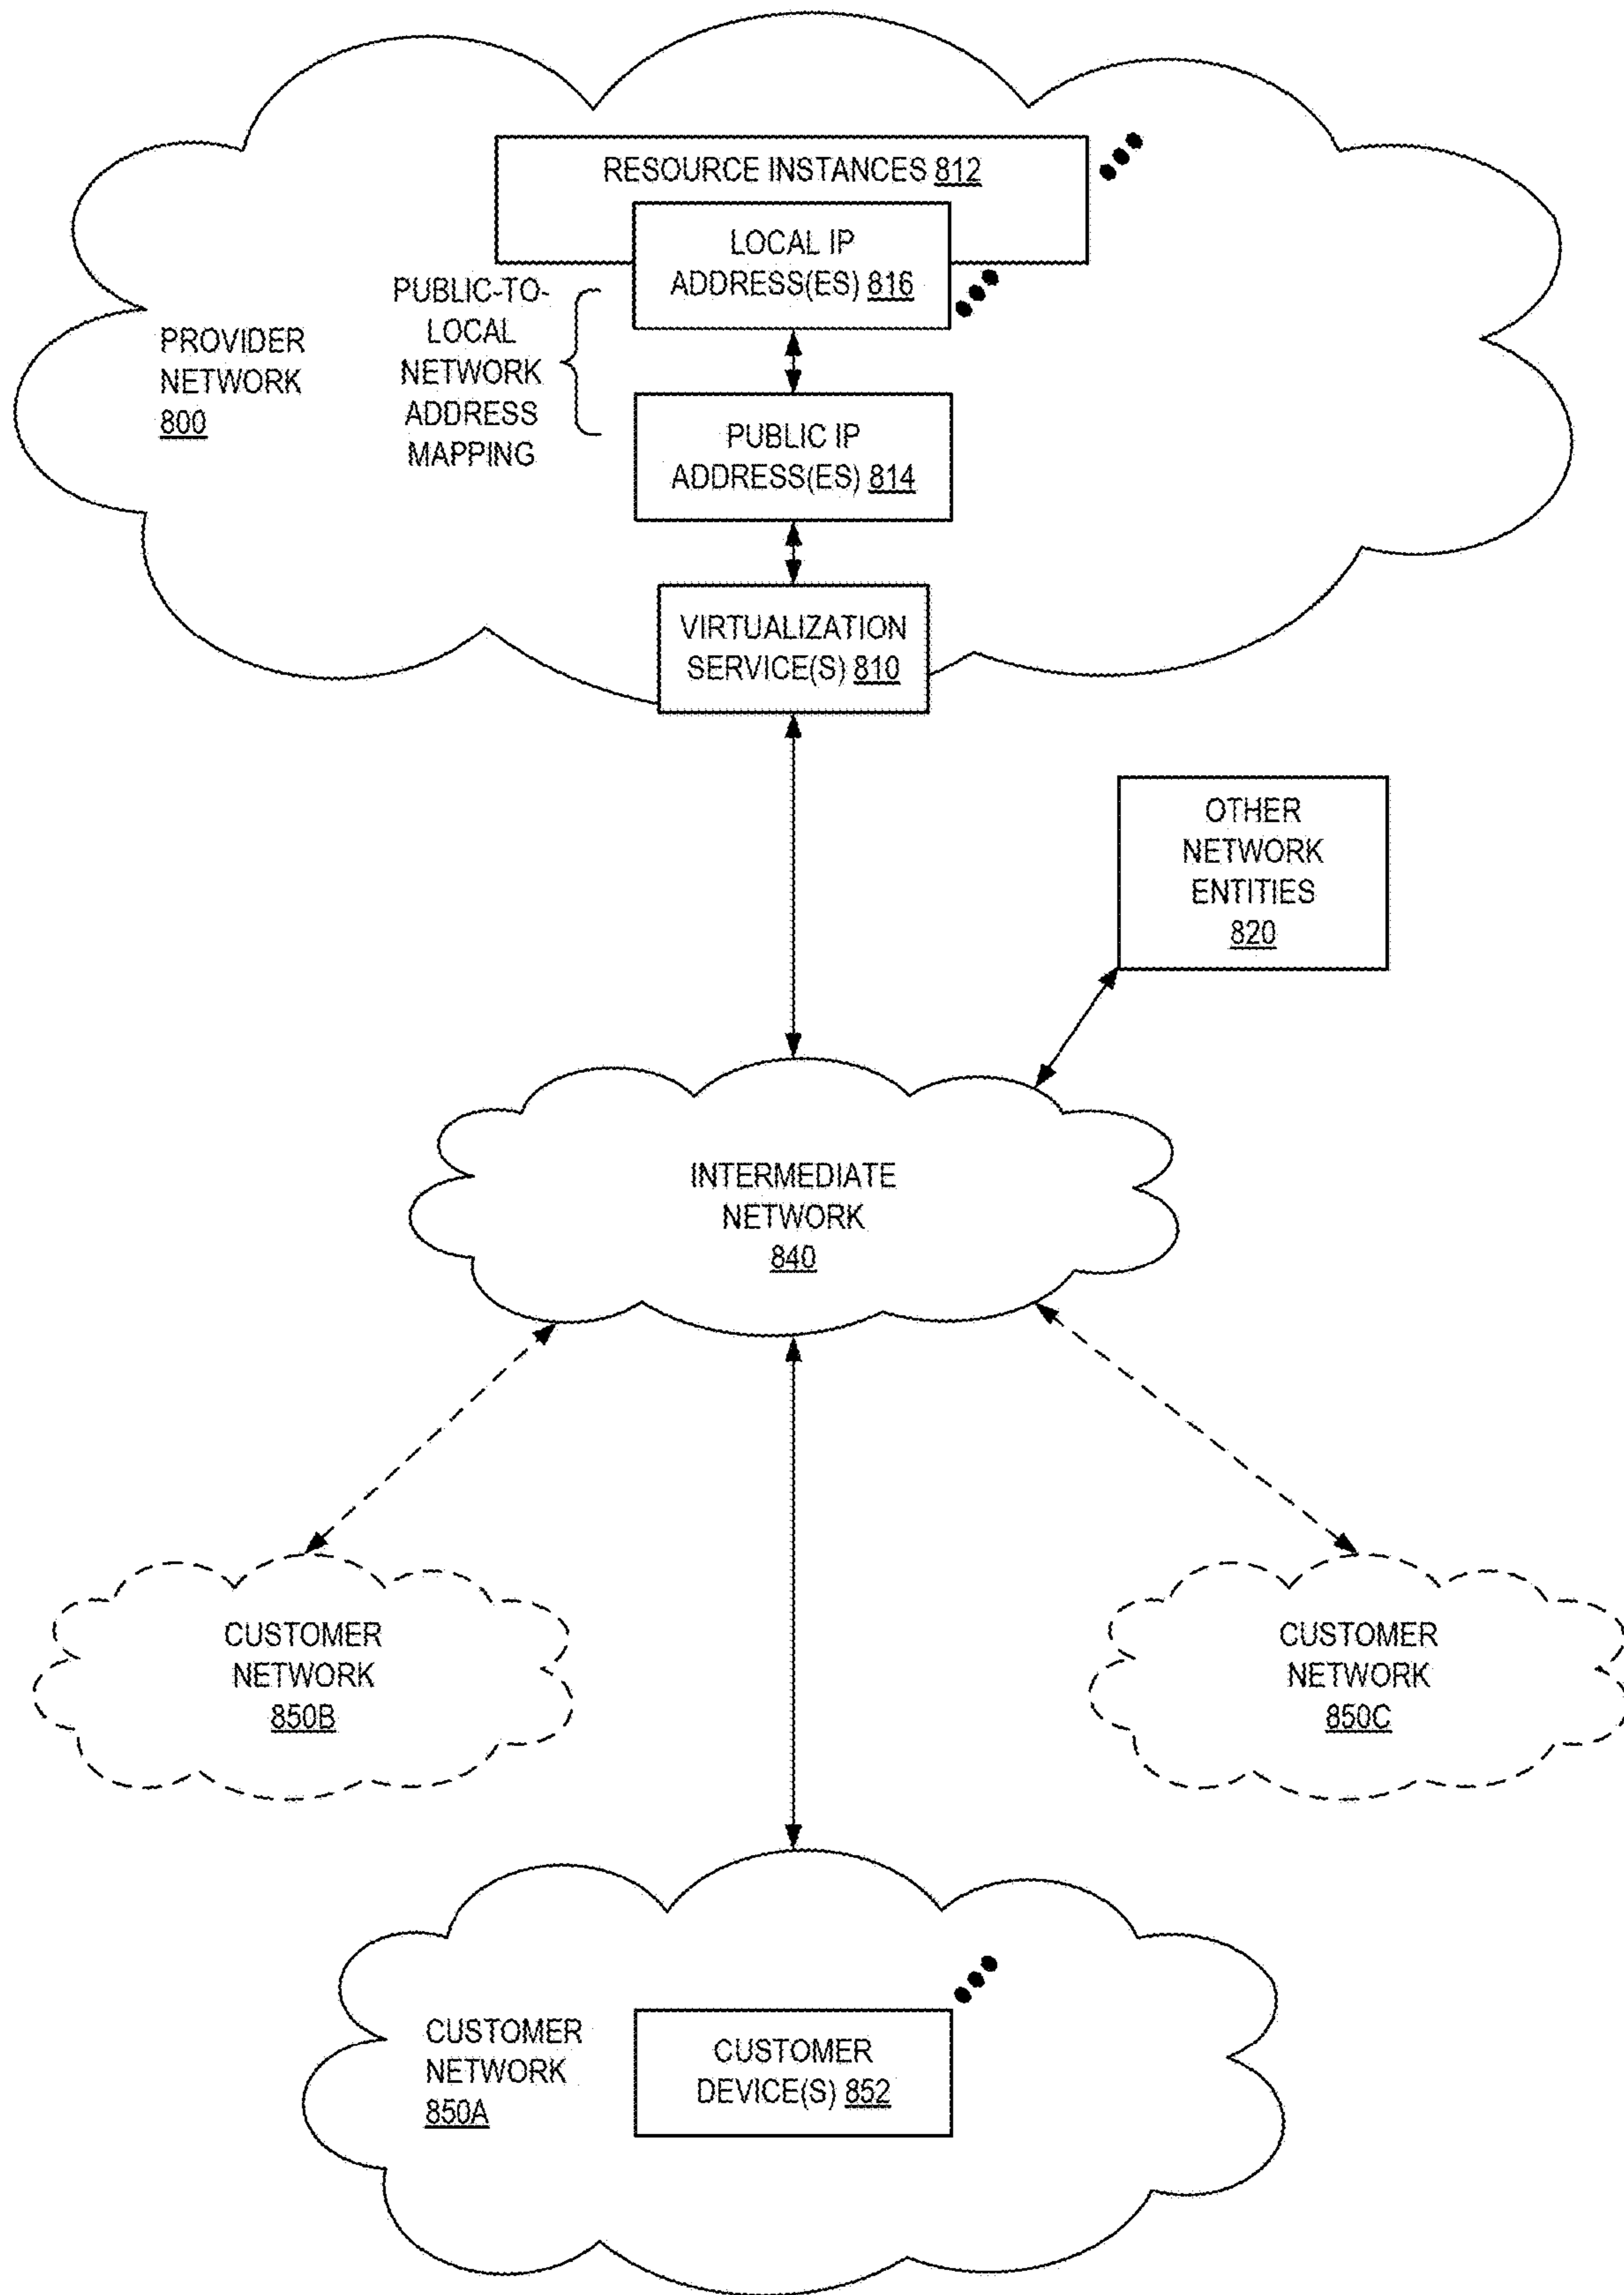 RESOURCE INSTANCES 812
LOCAL IP
ADDRESS(ES) 816
PUBLIC-TO-
LOCAL
NETWORK
ADDRESS
MAPPING
PROVIDER
NETWORK
800
PUBLIC IP
ADDRESS(ES) 814
VIRTUALIZATION
SERVICE(S) 810
OTHER
NETWORK
ENTITIES
820
INTERMEDIATE
NETWORK
840
CUSTOMER
NETWORK
850B
CUSTOMER
NETWORK
850C
CUSTOMER
NETWORK
850A
CUSTOMER
DEVICE(S) 852